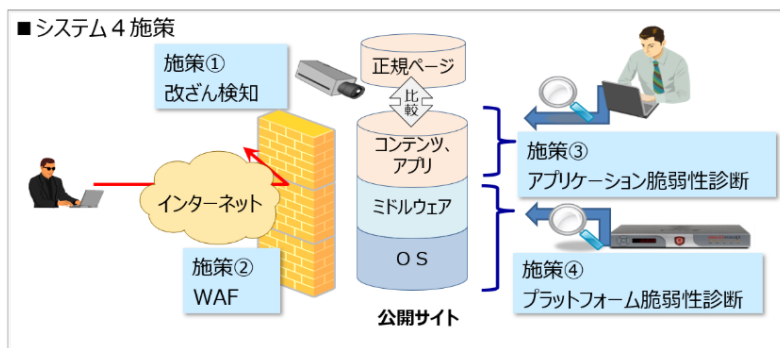 ■システム4施策
施策①
改ざん検知
正規ページ
比較
コンテンツ、
アプリ
ミドルウェア
OS
公開サイト
インターネット
施策②
WAF
施策③
アプリケーション脆弱性診断
施策④
プラットフォーム脆弱性診断